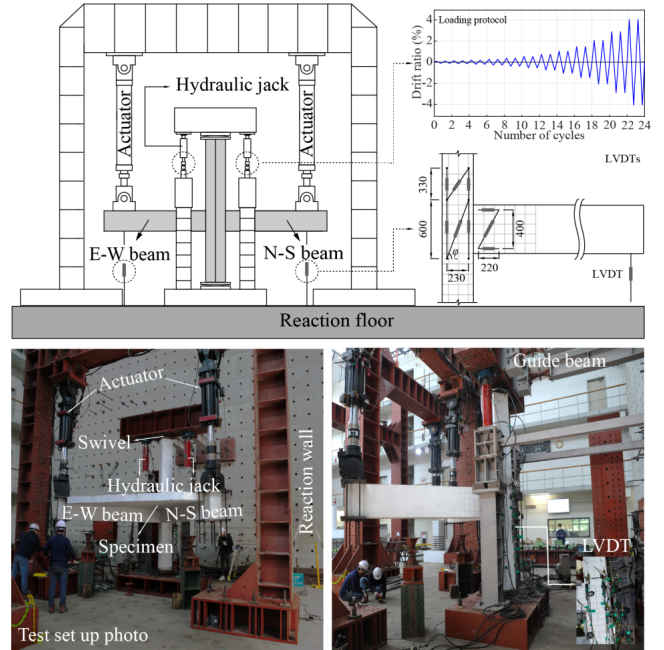 Loading protocol
Drift ratio (%)
4
2
0
-2
-4
0 2 4 6 8 10 12 14 16 18 20 22 24
Number of cycles
Hydraulic jack
Actuator
Actuator
E-W beam
N-S beam
Reaction floor
LVDTs
330
600
φ
230
220
400
LVDT
Actuator
Swivel
Hydraulic jack
E-W beam N-S beam
Specimen
Reaction wall
Test set up photo
Guide beam
LVDT